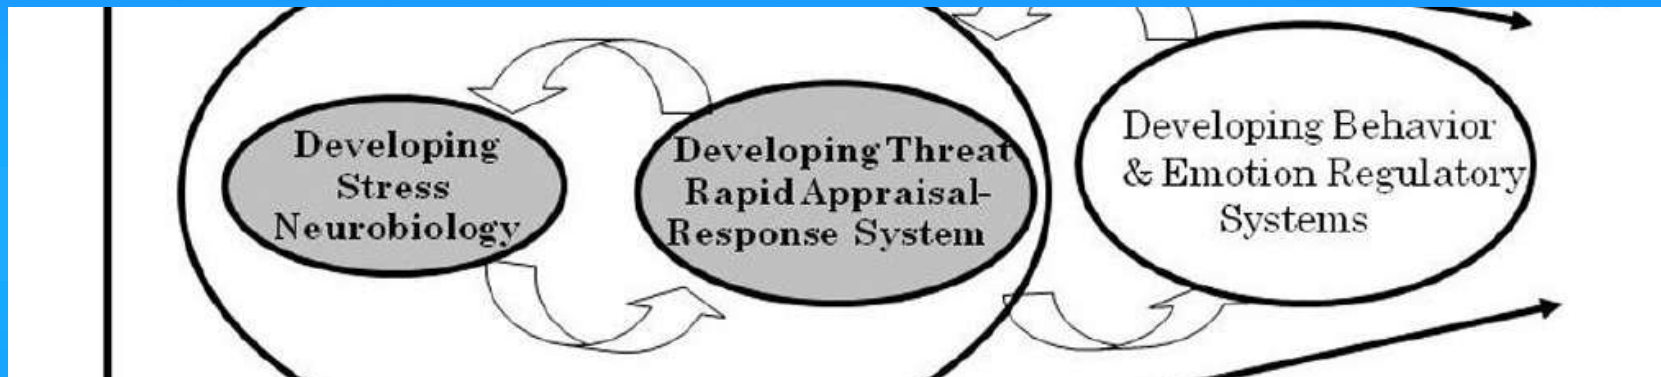 Developing
Stress
Neurobiology
Developing Threat
Rapid Appraisal-
Response System
Developing Behavior
& Emotion Regulatory
Systems